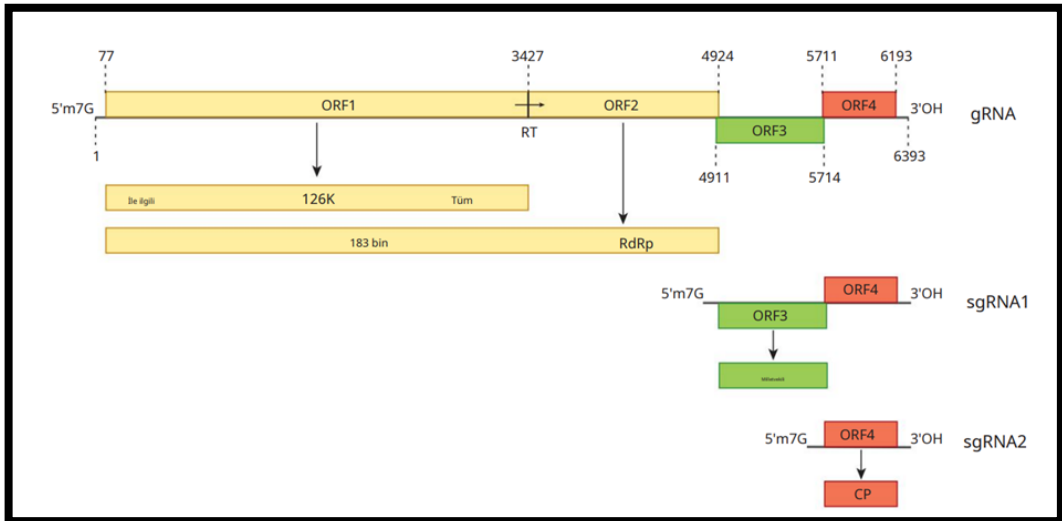 77 3427 4924 5711 6193
5'm7G ORF1 ORF2 ORF4 3'OH gRNA
RT ORF3
1 6393
4911 5714
İle ilgili 126K Tüm
183 bin RdRp
5'm7G ORF4 3'OH sgRNA1
ORF3
5'm7G ORF4 3'OH sgRNA2
CP